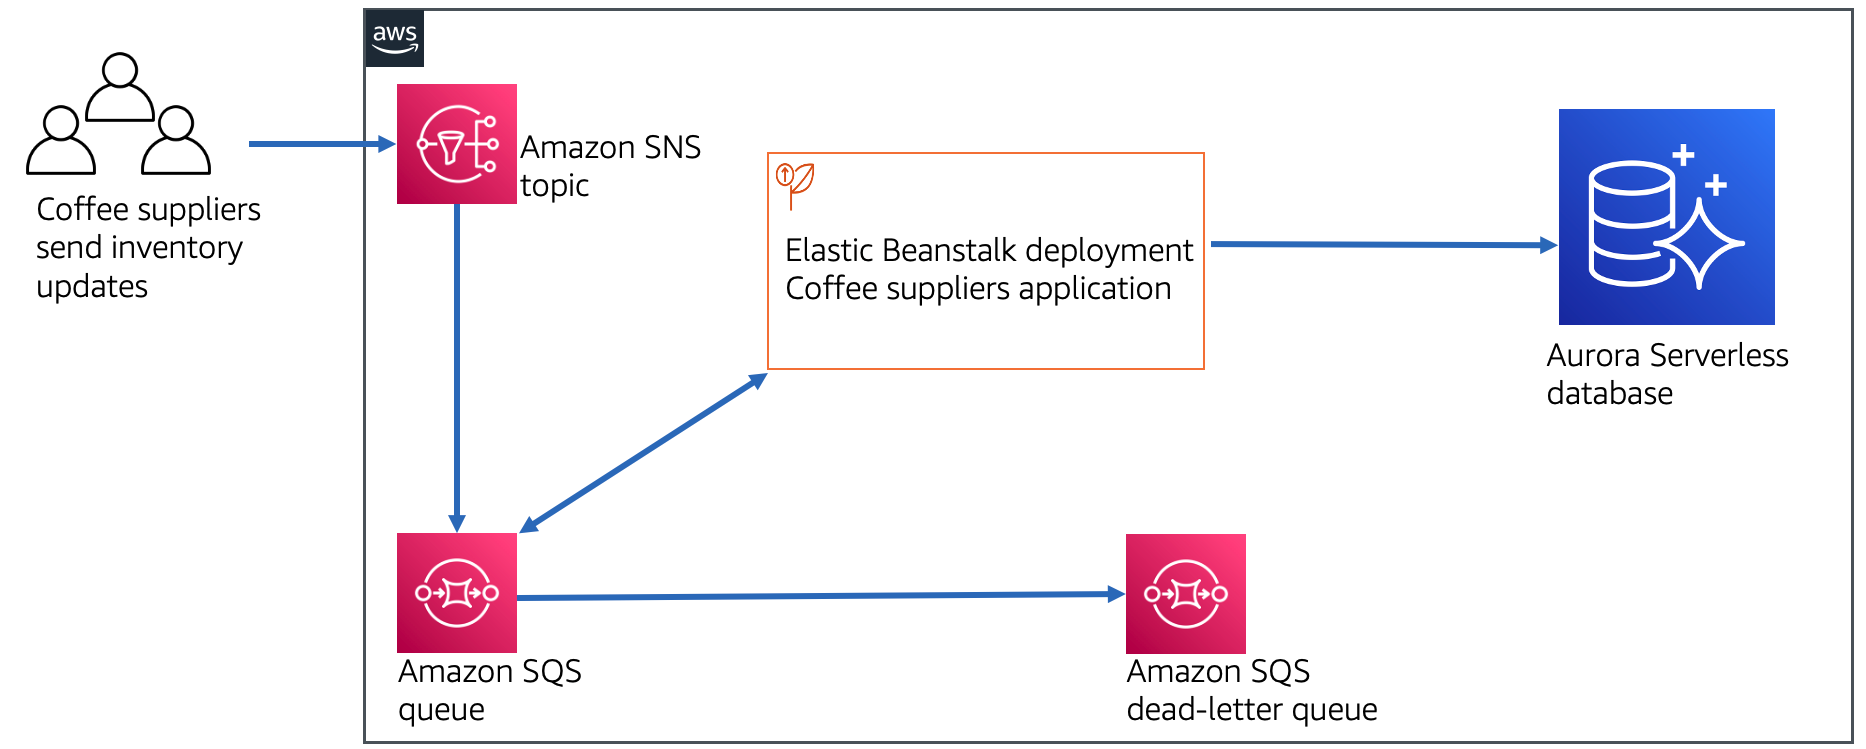 aws
Coffee suppliers
send inventory
updates
Amazon SNS
topic
Elastic Beanstalk deployment
Coffee suppliers application
Aurora Serverless
database
Amazon SQS
queue
Amazon SQS
dead-letter queue